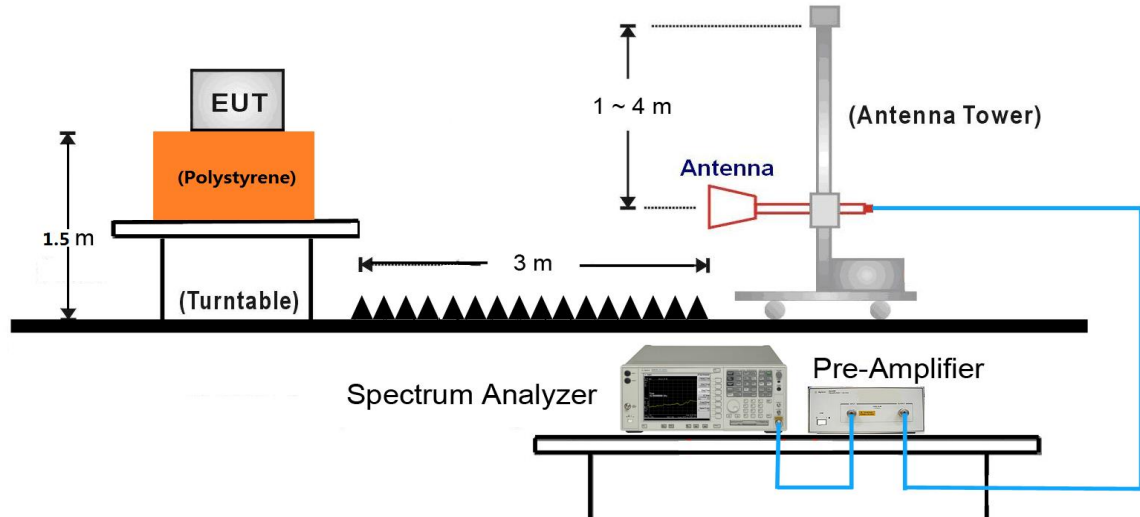 EUT
1 ~ 4 m
(Antenna Tower)
(Polystyrene)
Antenna
1.5 m
3 m
(Turntable)
Spectrum Analyzer
Pre-Amplifier